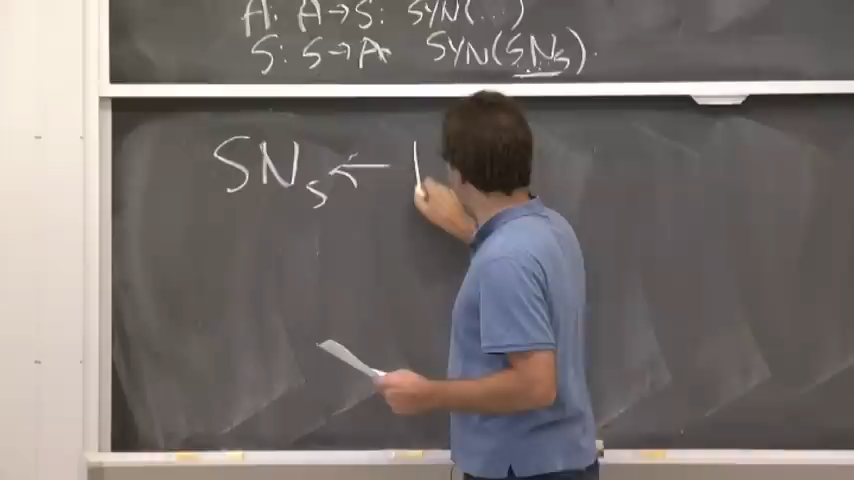 A: A→S: SYN(...)
S: S→A SYN(SNs).
SNs ←